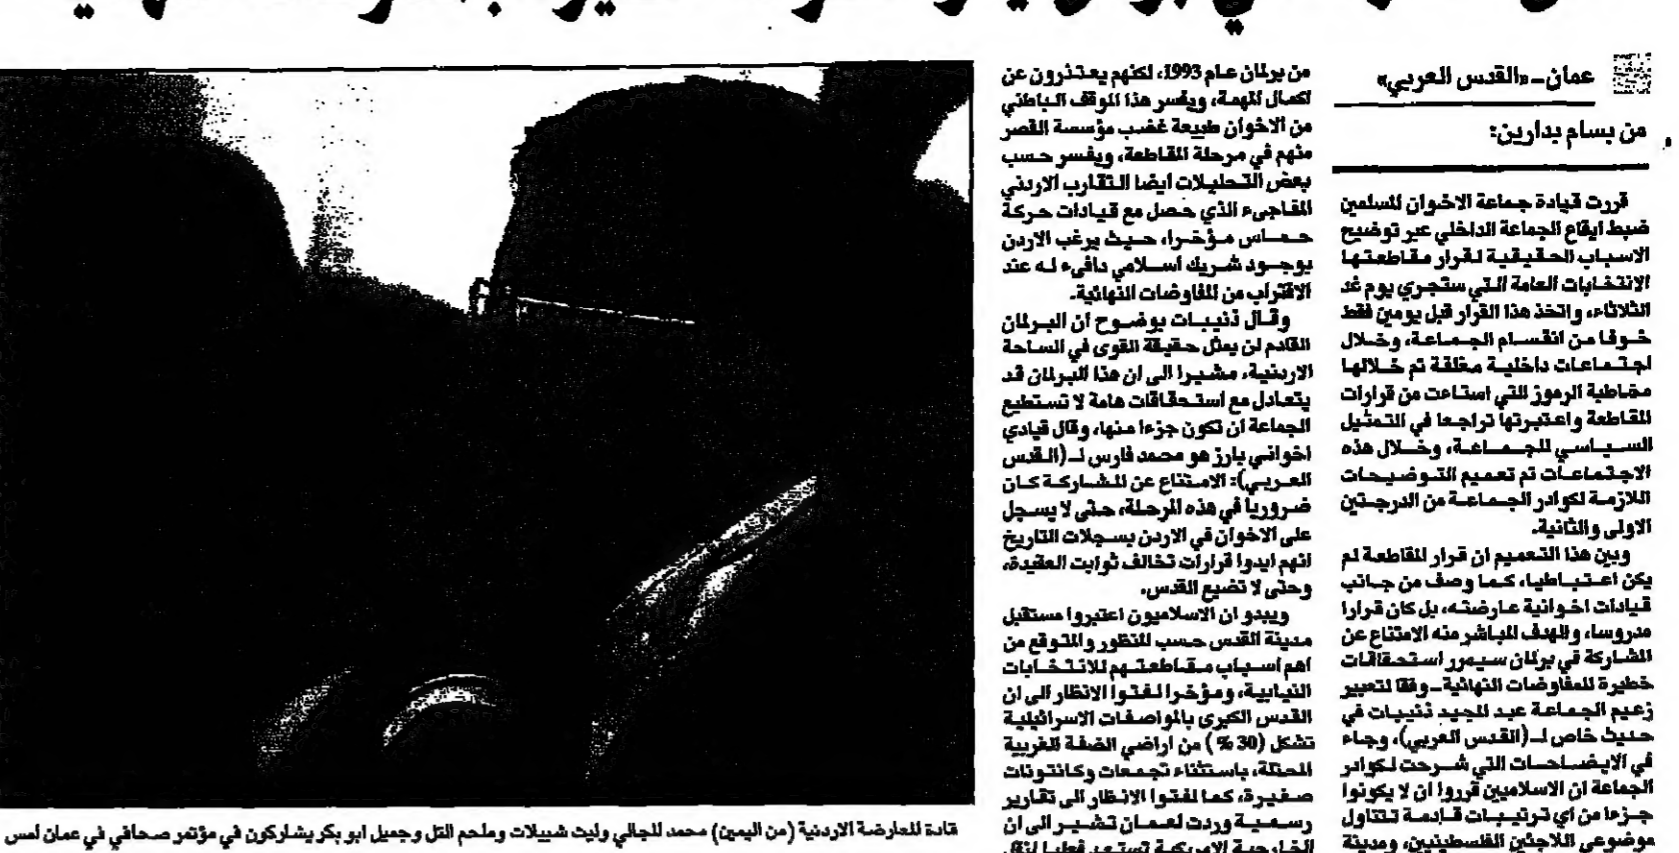 عمان ـ «القدس العربي»
من بسام بدارين:
قررت قيادة جماعة الاخوان المسلمين
ضبط ايقاع الجماعة الداخلي عبر توضيح
الاسباب الحقيقية لقرار مقاطعتها
الانتخابات العامة التي ستجري يوم غد
الثلاثاء، واتخذ هذا القرار قبل يومين فقط
خوفا من انقسام الجماعة، وخلال
اجتماعات داخلية مغلقة تم خلالها
مخاطبة الرموز التي استاءت من قرارات
المقاطعة واعتبرتها تراجعا في التمثيل
السياسي للجماعة، وخلال هذه
الاجتماعات تم تعميم التوضيحات
اللازمة لكوادر الجماعة من الدرجتين
الاولى والثانية.
وبين هذا التعميم ان قرار المقاطعة لم
يكن اعتباطيا، كما وصف من جانب
قيادات اخوانية عارضته، بل كان قرارا
مدروسا، والهدف المباشر منه الامتناع عن
المشاركة في برلمان سيمرر استحقاقات
خطيرة للمفاوضات النهائية ـ وفقا لتعبير
زعيم الجماعة عبد المجيد ذنيبات في
حديث خاص لـ (القدس العربي)، وجاء
في الايضاحات التي شرحت لكوادر
الجماعة ان الاسلاميين قرروا ان لا يكونوا
جزءا من اي ترتيبات قادمة تتناول
موضوعي اللاجئين الفلسطينيين، ومدينة
من برلمان عام 1993، لكنهم يعتذرون عن
اكمال المهمة، ويفسر هذا الموقف الباطني
من الاخوان طبيعة غضب مؤسسة القصر
منهم في مرحلة المقاطعة، ويفسر حسب
بعض التحليلات ايضا التقارب الاردني
المفاجىء الذي حصل مع قيادات حركة
حماس مؤخرا، حيث يرغب الاردن
بوجود شريك اسلامي دافىء له عند
الاقتراب من المفاوضات النهائية.
وقال ذنيبات بوضوح ان البرلمان
القادم لن يمثل حقيقة القوى في الساحة
الاردنية، مشيرا الى ان هذا البرلمان قد
يتعادل مع استحقاقات هامة لا تستطيع
الجماعة ان تكون جزءا منها، وقال قيادي
اخواني بارز هو محمد فارس لـ (القدس
العربي): الامتناع عن المشاركة كان
ضروريا في هذه المرحلة، حتى لا يسجل
على الاخوان في الاردن بسجلات التاريخ
انهم ايدوا قرارات تخالف ثوابت العقيدة،
وحتى لا تضيع القدس.
ويبدو ان الاسلاميون اعتبروا مستقبل
مدينة القدس حسب المنظور والمتوقع من
اهم اسباب مقاطعتهم للانتخابات
النيابية، ومؤخرا لفتوا الانظار الى ان
القدس الكبرى بالمواصفات الاسرائيلية
تشكل (30 %) من اراضي الضفة الغربية
المحتلة، باستثناء تجمعات وكانتونات
صغيرة، كما لفتوا الانظار الى تقارير
رسمية وردت لعمان تشير الى ان
الخارجية الامريكية تستعد فعليا لنقل
قادة المعارضة الاردنية (من اليمين) محمد المجالي وليث شبيلات وملحم التل وجميل ابو بكر يشاركون في مؤتمر صحافي في عمان امس